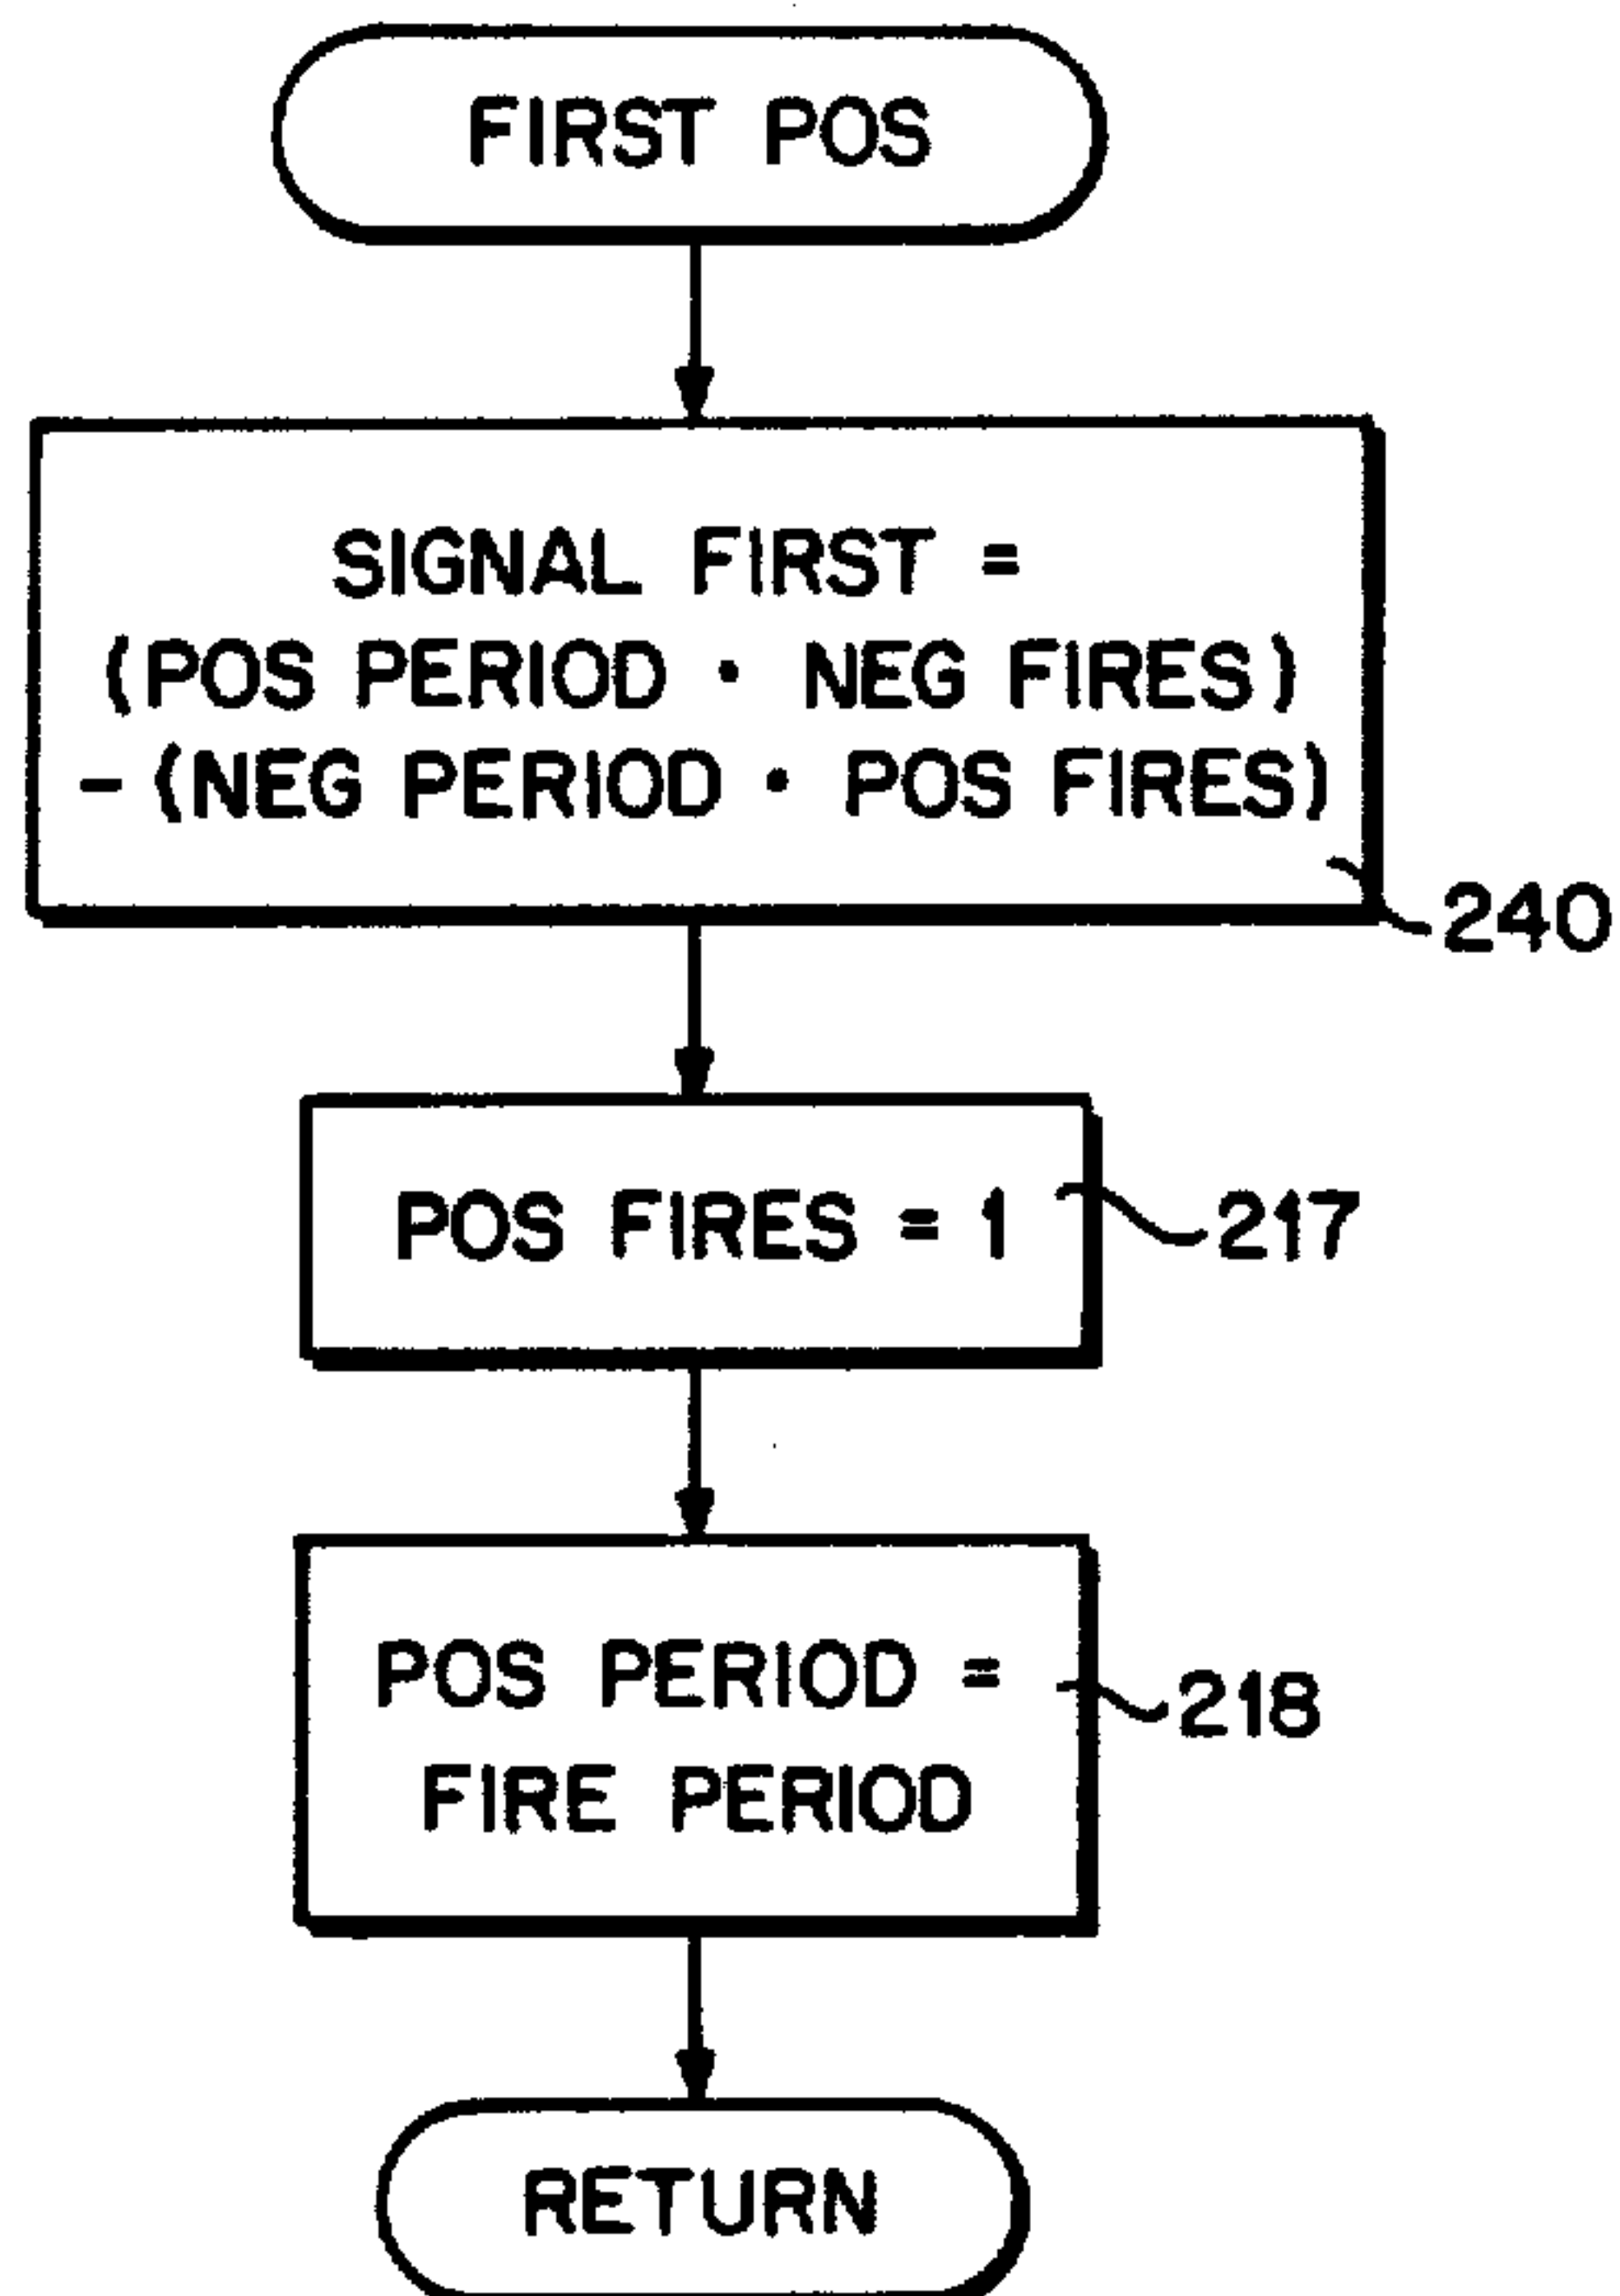 FIRST POS
SIGNAL FIRST =
(POS PERIOD · NEG FIRES)
-(NEG PERIOD · POS FIRES)
240
POS FIRES = 1
217
POS PERIOD =
218
FIRE PERIOD
RETURN